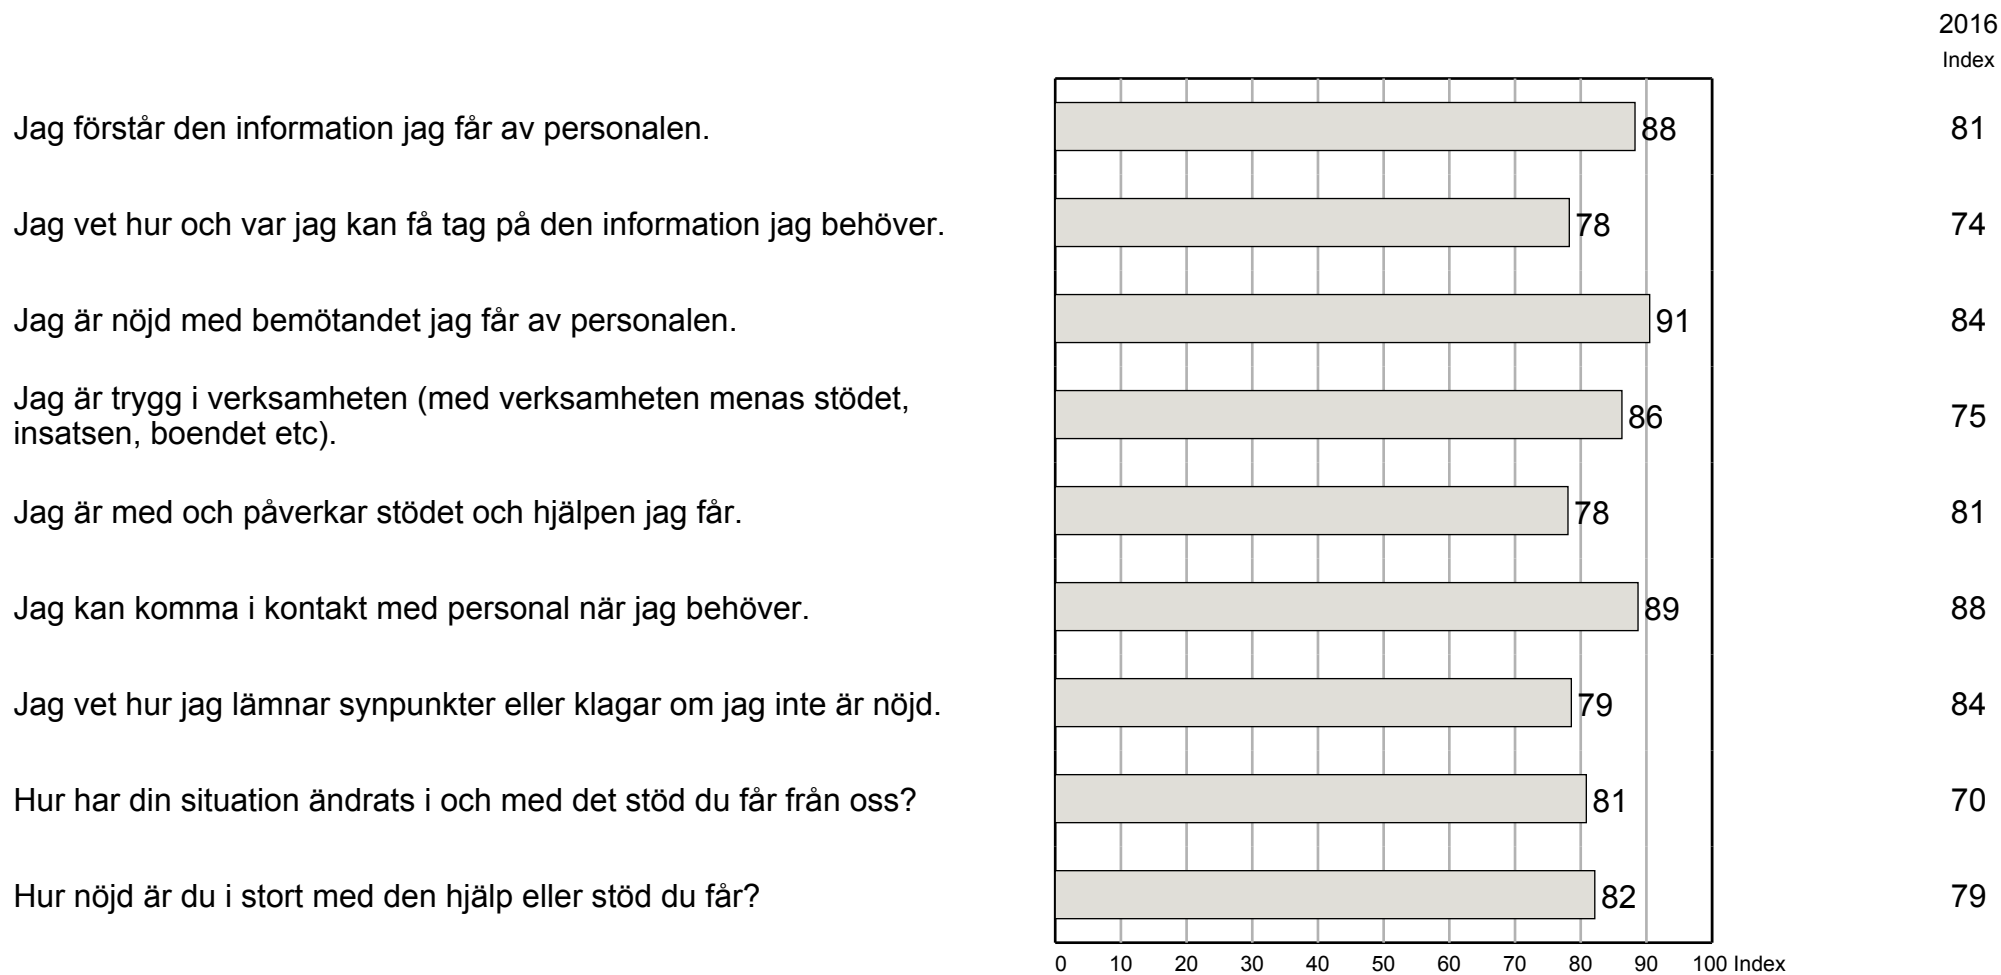 2016
Index
Jag förstår den information jag får av personalen. 88 81
Jag vet hur och var jag kan få tag på den information jag behöver. 78 74
Jag är nöjd med bemötandet jag får av personalen. 91 84
Jag är trygg i verksamheten (med verksamheten menas stödet,
insatsen, boendet etc). 86 75
Jag är med och påverkar stödet och hjälpen jag får. 78 81
Jag kan komma i kontakt med personal när jag behöver. 89 88
Jag vet hur jag lämnar synpunkter eller klagar om jag inte är nöjd. 79 84
Hur har din situation ändrats i och med det stöd du får från oss? 81 70
Hur nöjd är du i stort med den hjälp eller stöd du får? 82 79
0 10 20 30 40 50 60 70 80 90 100 Index